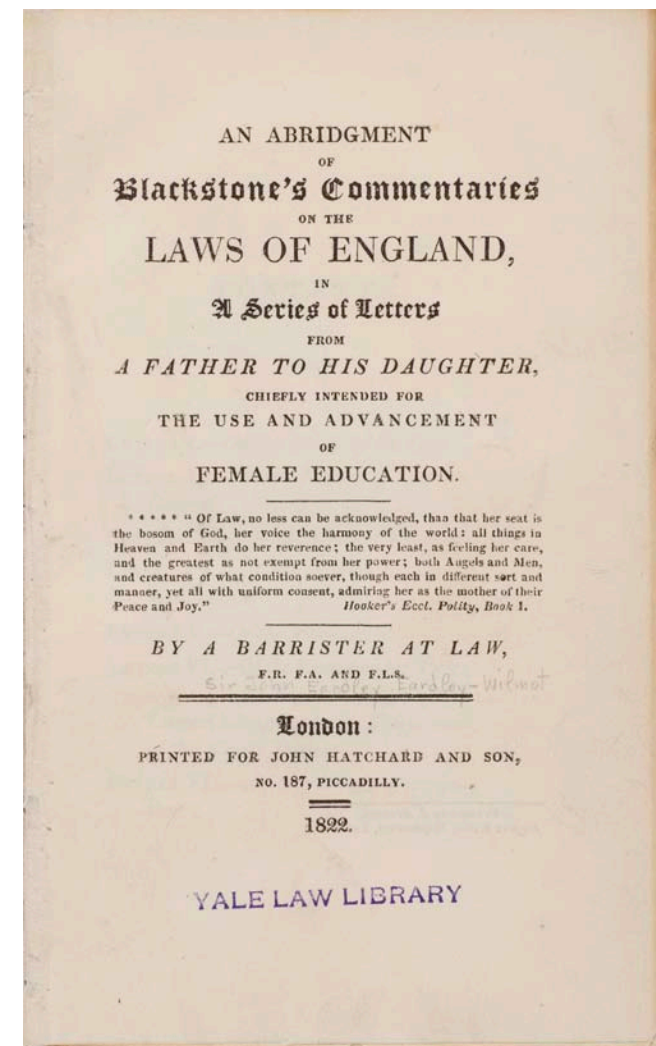 AN ABRIDGMENT
OF
Blackstone's Commentaries
ON THE
LAWS OF ENGLAND,
IN
A Series of Letters
FROM
A FATHER TO HIS DAUGHTER,
CHIEFLY INTENDED FOR
THE USE AND ADVANCEMENT
OF
FEMALE EDUCATION.
* * * * * "Of Law, no less can be acknowledged, than that her seat is
the bosom of God, her voice the harmony of the world: all things in
Heaven and Earth do her reverence; the very least, as feeling her care,
and the greatest as not exempt from her power; both Angels and Men,
and creatures of what condition soever, though each in different sort and
manner, yet all with uniform consent, admiring her as the mother of their
Peace and Joy." Hooker's Eccl. Polity, Book 1.
BY A BARRISTER AT LAW,
F.R. F.A. AND F.L.S.
Sir John Eardley Eardley-Wilmot
London:
PRINTED FOR JOHN HATCHARD AND SON,
NO. 187, PICCADILLY.
1822.
YALE LAW LIBRARY